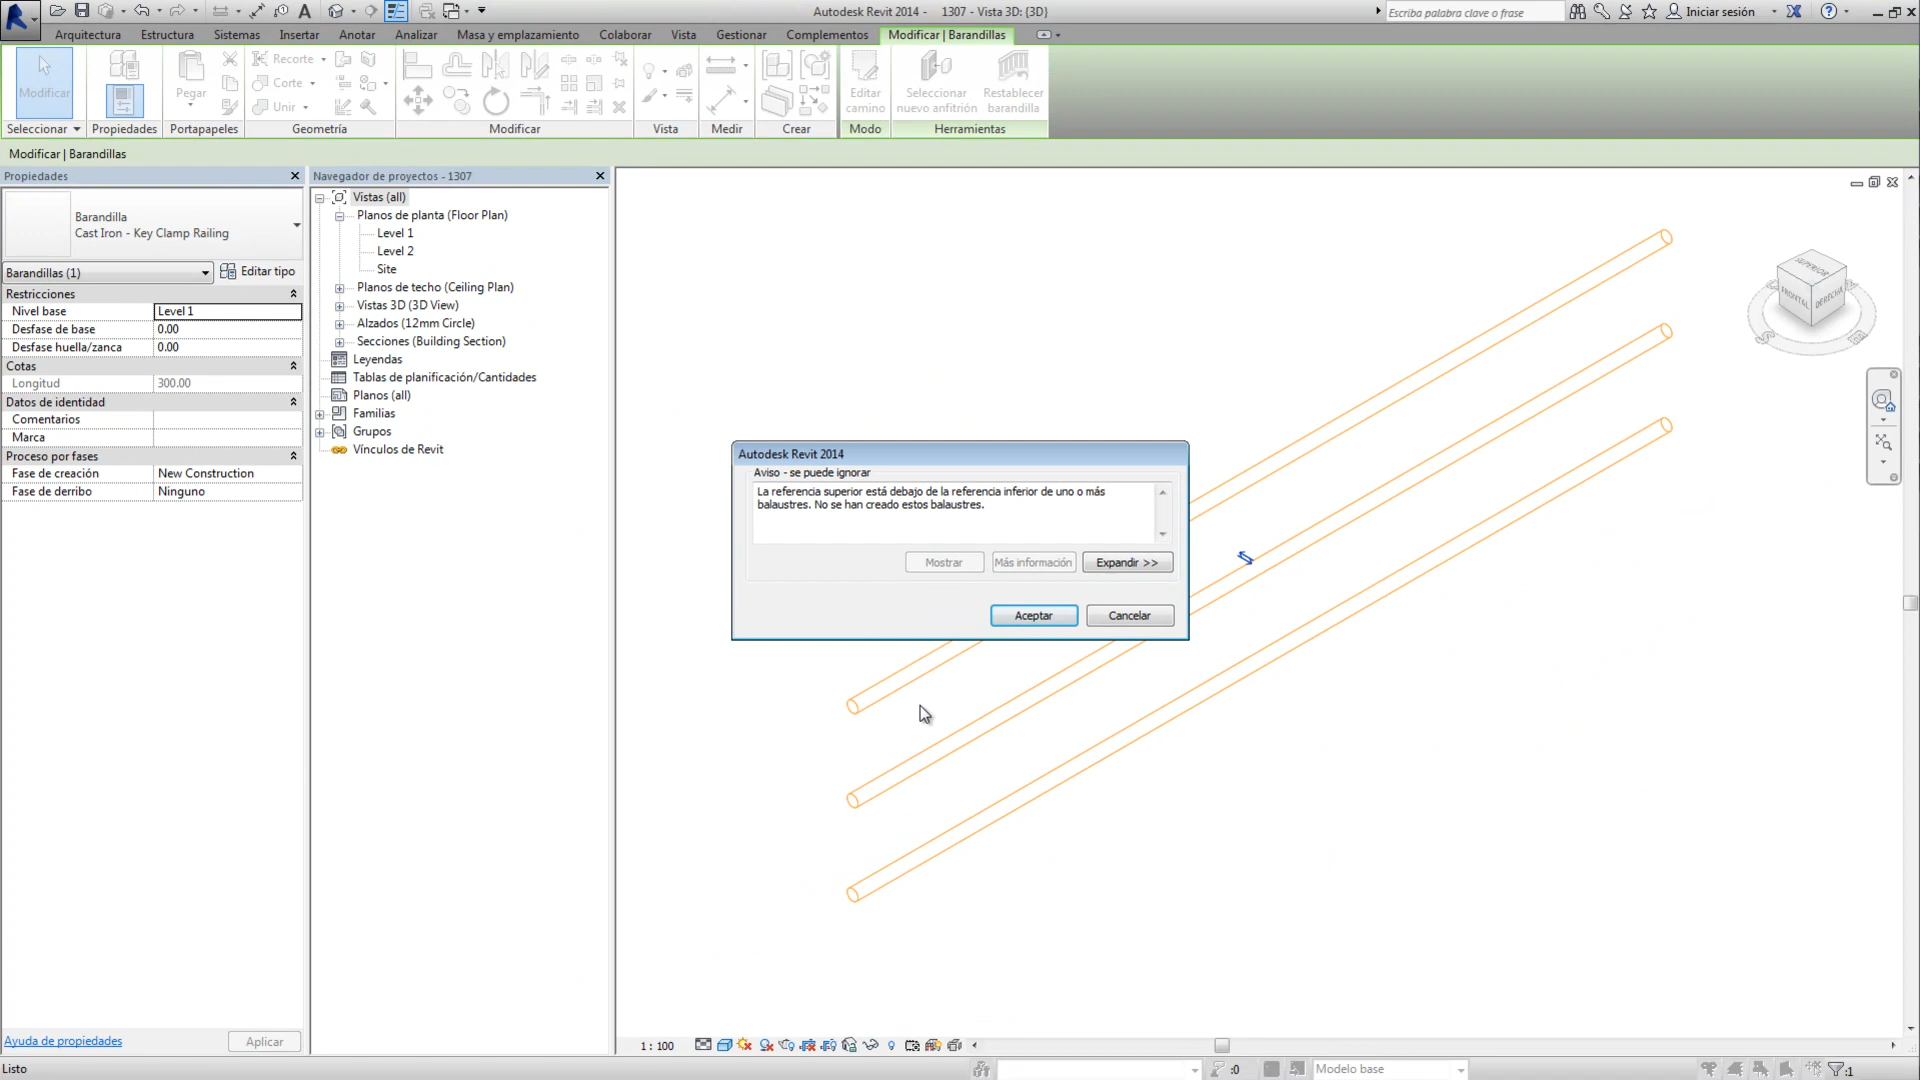 Autodesk Revit 2014 -    1307 - Vista 3D: {3D}
Escriba palabra clave o frase
Iniciar sesión
Arquitectura Estructura Sistemas Insertar Anotar Analizar Masa y emplazamiento Colaborar Vista Gestionar Complementos Modificar | Barandillas
Modificar
Pegar
Recorte
Corte
Unir
Editar camino
Seleccionar nuevo anfitrión
Restablecer barandilla
Seleccionar Propiedades Portapapeles Geometría Modificar Vista Medir Crear Modo Herramientas
Modificar | Barandillas
Propiedades
Barandilla
Cast Iron - Key Clamp Railing
Barandillas (1)
Editar tipo
Restricciones
Nivel base Level 1
Desfase de base 0.00
Desfase huella/zanca 0.00
Cotas
Longitud 300.00
Datos de identidad
Comentarios
Marca
Proceso por fases
Fase de creación New Construction
Fase de derribo Ninguno
Ayuda de propiedades
Aplicar
Navegador de proyectos - 1307
Vistas (all)
Planos de planta (Floor Plan)
Level 1
Level 2
Site
Planos de techo (Ceiling Plan)
Vistas 3D (3D View)
Alzados (12mm Circle)
Secciones (Building Section)
Leyendas
Tablas de planificación/Cantidades
Planos (all)
Familias
Grupos
Vínculos de Revit
SUPERIOR
FRONTAL
DERECHA
Autodesk Revit 2014
Aviso - se puede ignorar
La referencia superior está debajo de la referencia inferior de uno o más
balaustres. No se han creado estos balaustres.
Mostrar
Más información
Expandir >>
Aceptar
Cancelar
1 : 100
Listo
:0
Modelo base
:1